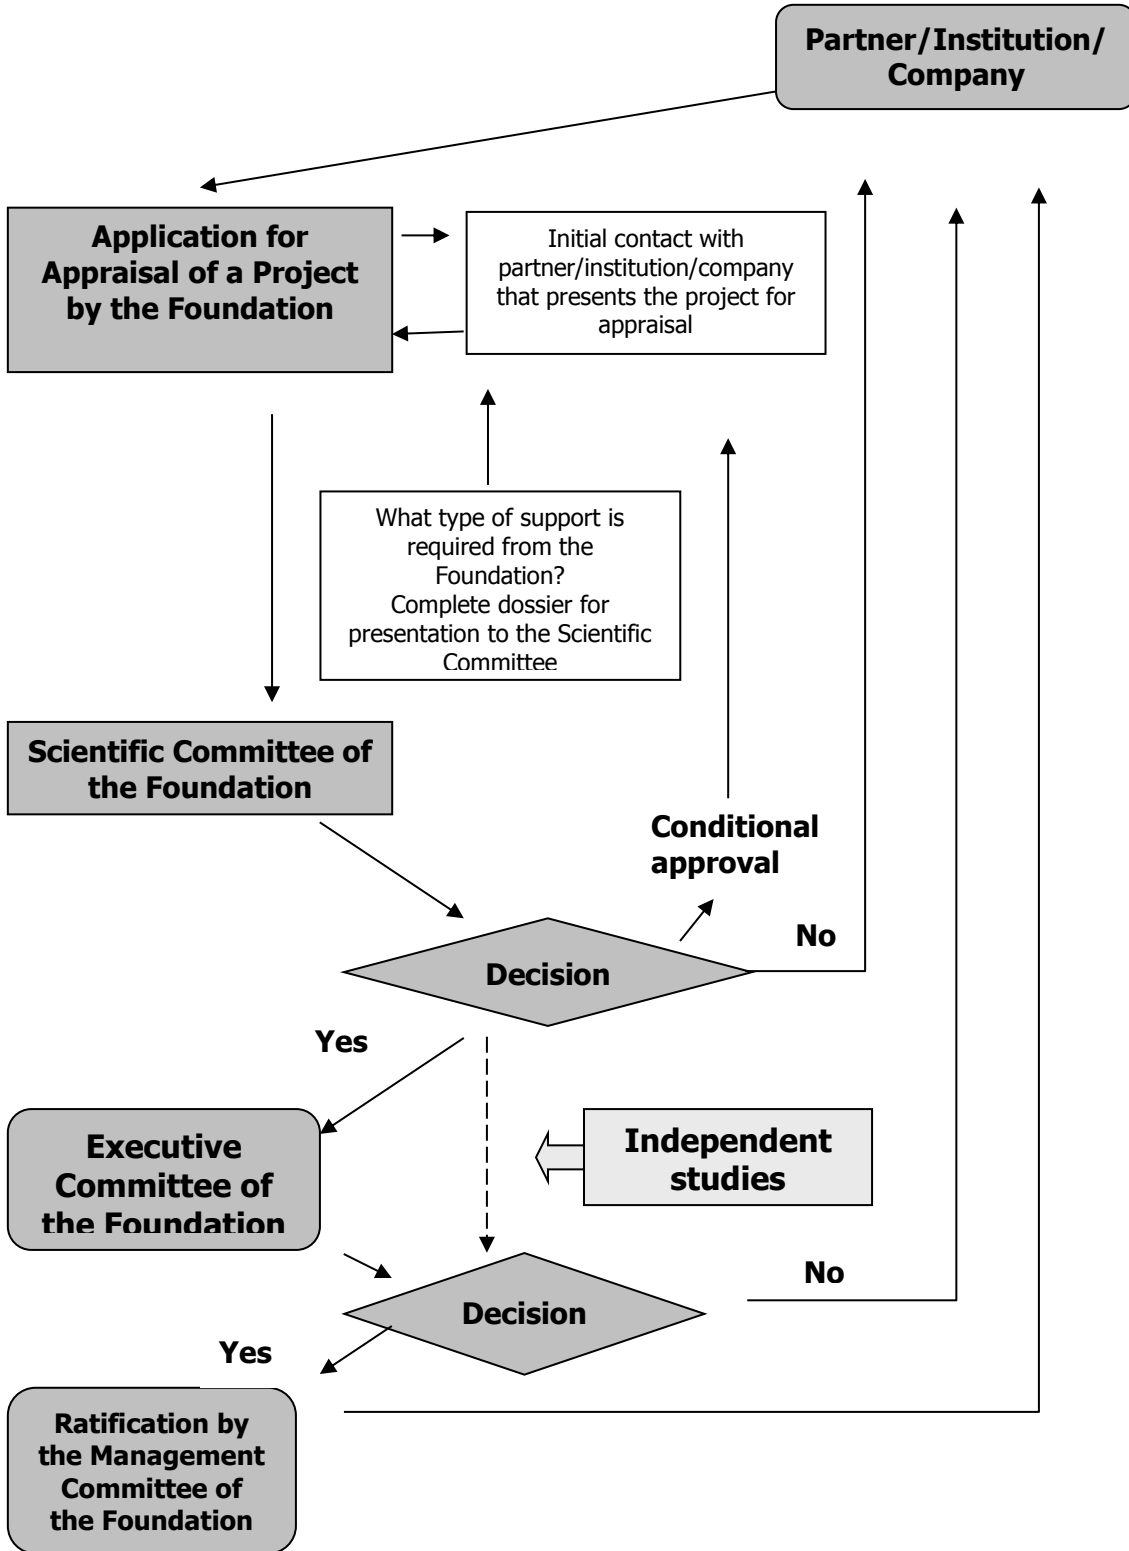 Partner/Institution/
Company
Application for
Appraisal of a Project
by the Foundation
Initial contact with
partner/institution/company
that presents the project for
appraisal
What type of support is
required from the
Foundation?
Complete dossier for
presentation to the Scientific
Committee
Scientific Committee of
the Foundation
Conditional
approval
No
Decision
Yes
Executive
Committee of
the Foundation
Independent
studies
No
Decision
Yes
Ratification by
the Management
Committee of
the Foundation